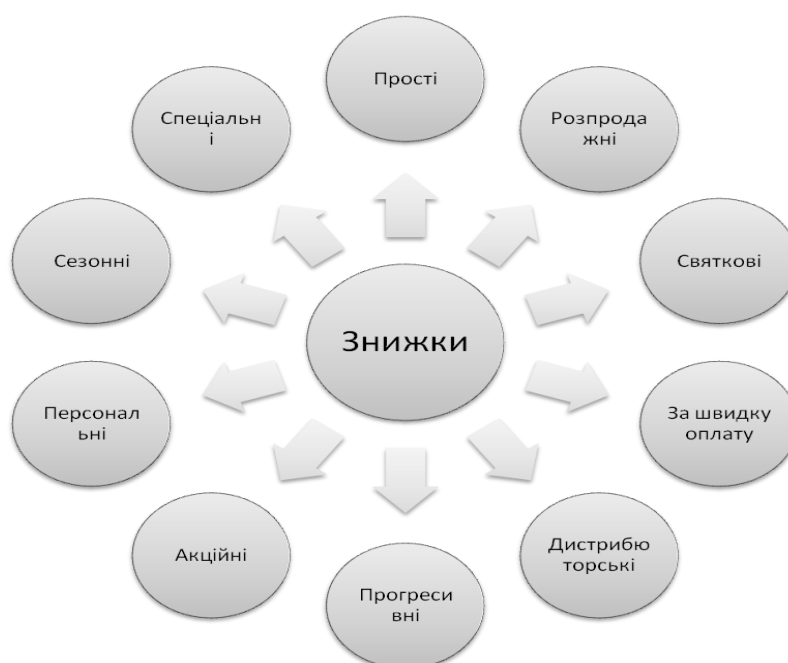 Прості
Спеціальн
і
Розпрода
жні
Сезонні
Святкові
Знижки
Персонал
ьні
За швидку
оплату
Акційні
Дистрибю
торські
Прогреси
вні